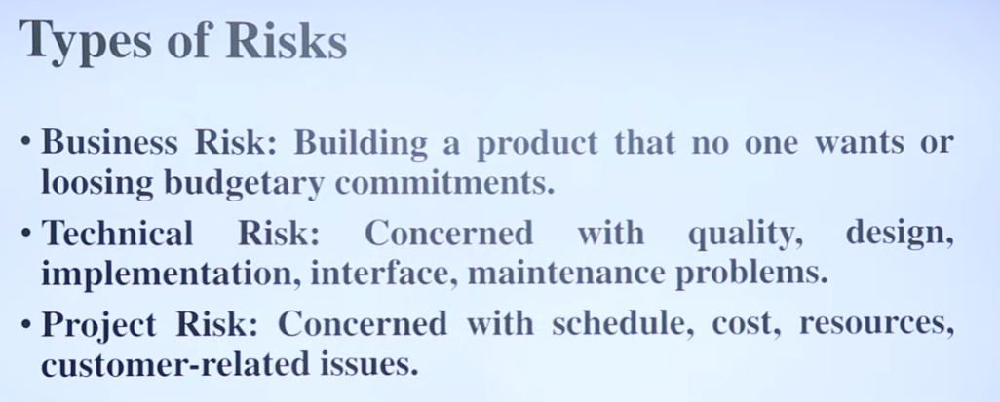 Types of Risks
• Business Risk: Building a product that no one wants or
loosing budgetary commitments.
• Technical Risk: Concerned with quality, design,
implementation, interface, maintenance problems.
• Project Risk: Concerned with schedule, cost, resources,
customer-related issues.